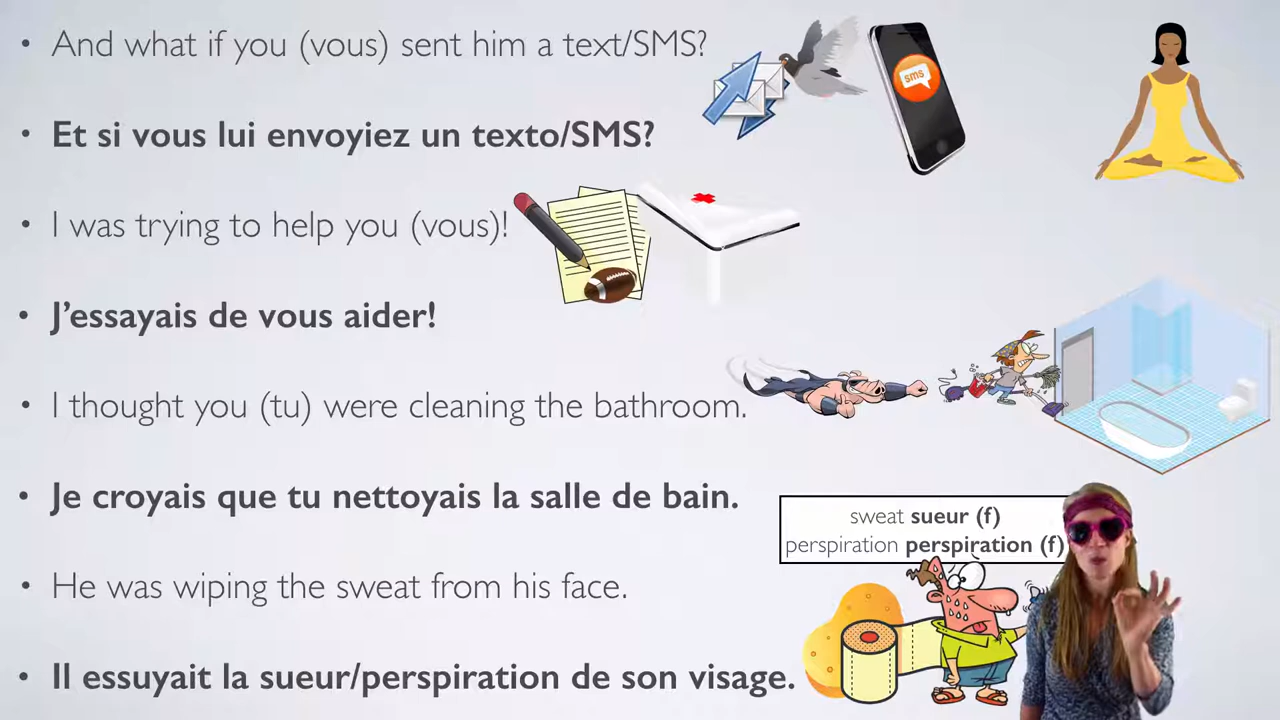 • And what if you (vous) sent him a text/SMS?
sms
• Et si vous lui envoyiez un texto/SMS?
• I was trying to help you (vous)!
• J’essayais de vous aider!
• I thought you (tu) were cleaning the bathroom.
• Je croyais que tu nettoyais la salle de bain.
sweat sueur (f)
perspiration perspiration (f)
• He was wiping the sweat from his face.
• Il essuyait la sueur/perspiration de son visage.